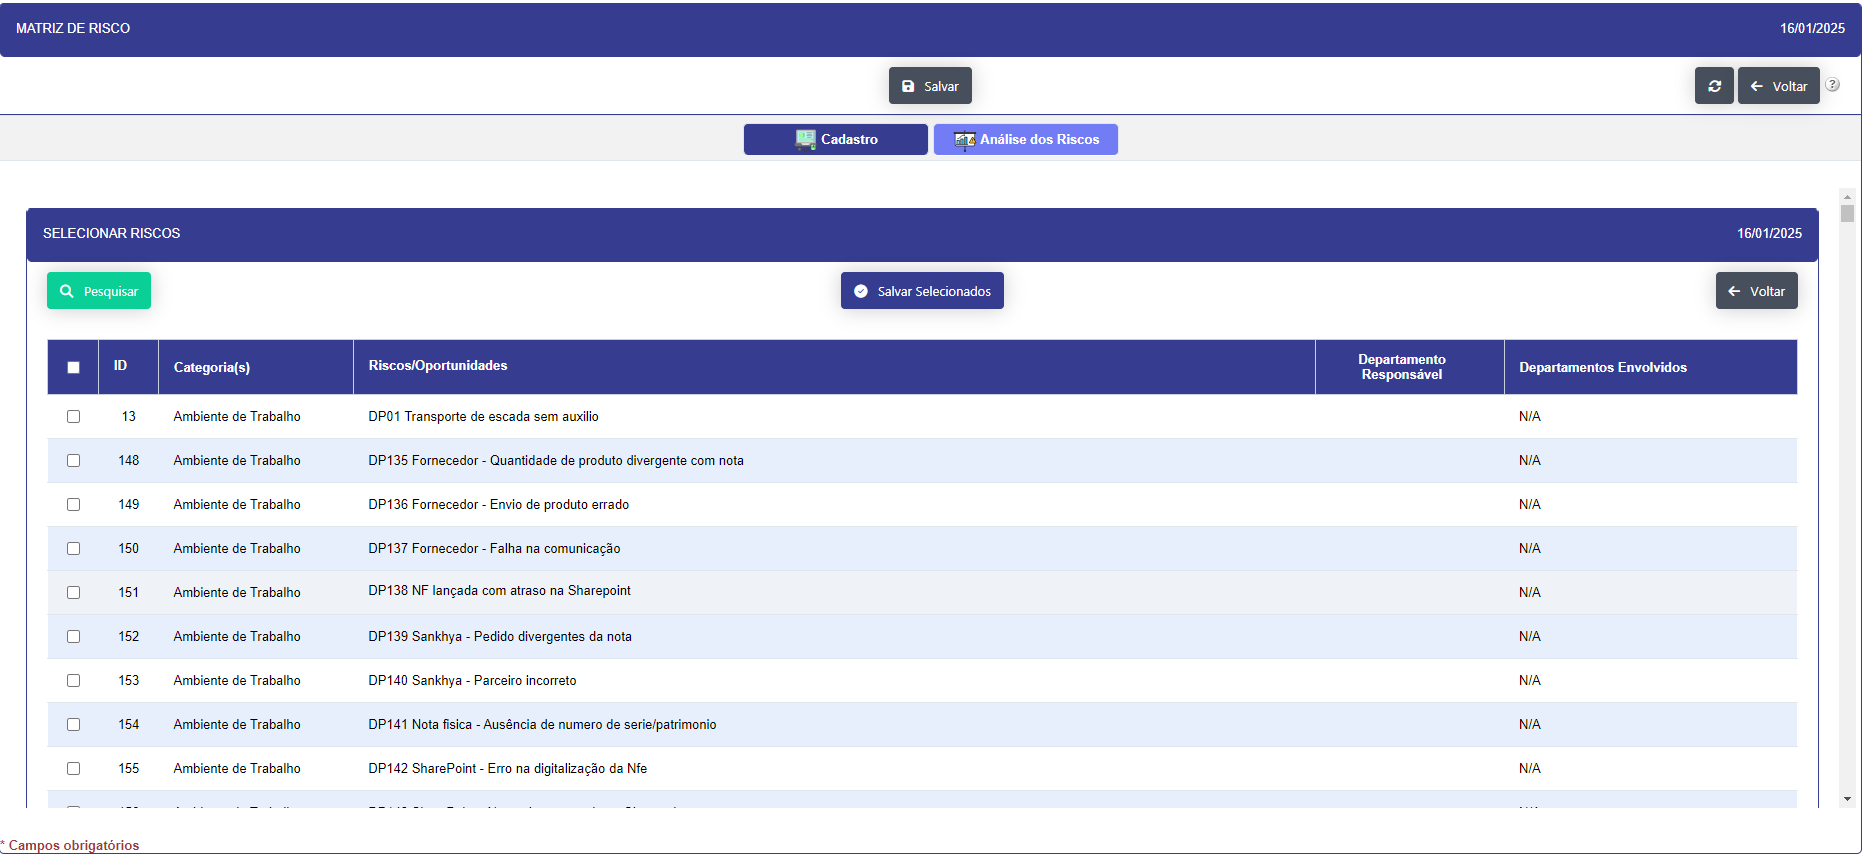 MATRIZ DE RISCO 16/01/2025
Salvar Voltar ?
Cadastro Análise dos Riscos
SELECIONAR RISCOS 16/01/2025
Pesquisar Salvar Selecionados Voltar
ID Categoria(s) Riscos/Oportunidades Departamento Responsável Departamentos Envolvidos
13 Ambiente de Trabalho DP01 Transporte de escada sem auxilio N/A
148 Ambiente de Trabalho DP135 Fornecedor - Quantidade de produto divergente com nota N/A
149 Ambiente de Trabalho DP136 Fornecedor - Envio de produto errado N/A
150 Ambiente de Trabalho DP137 Fornecedor - Falha na comunicação N/A
151 Ambiente de Trabalho DP138 NF lançada com atraso na Sharepoint N/A
152 Ambiente de Trabalho DP139 Sankhya - Pedido divergentes da nota N/A
153 Ambiente de Trabalho DP140 Sankhya - Parceiro incorreto N/A
154 Ambiente de Trabalho DP141 Nota fisica - Ausência de numero de serie/patrimonio N/A
155 Ambiente de Trabalho DP142 SharePoint - Erro na digitalização da Nfe N/A
* Campos obrigatórios